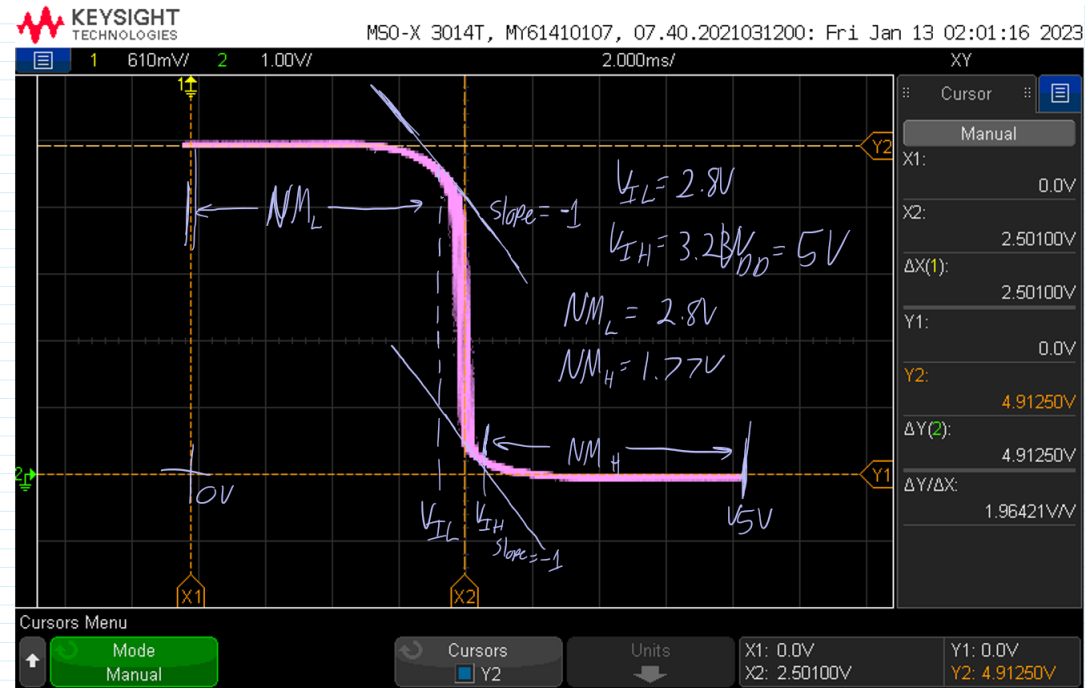 KEYSIGHT
TECHNOLOGIES
MSO-X 3014T, MY61410107, 07.40.2021031200: Fri Jan 13 02:01:16 2023
1 610mV/ 2 1.00V/ 2.000ms/ XY
1
Cursor
Manual
X1:
0.0V
X2:
2.50100V
ΔX(1):
2.50100V
Y1:
0.0V
Y2:
4.91250V
ΔY(2):
4.91250V
ΔY/ΔX:
1.96421V/V
Y2
NML
slope = -1
VIL = 2.8V
VIH = 3.23V
VDD = 5V
NML = 2.8V
NMH = 1.77V
NMH
2
Y1
0V
VIL
VIH
slope = -1
5V
X1
X2
Cursors Menu
Mode
Manual
Cursors
Y2
Units
X1: 0.0V
X2: 2.50100V
Y1: 0.0V
Y2: 4.91250V